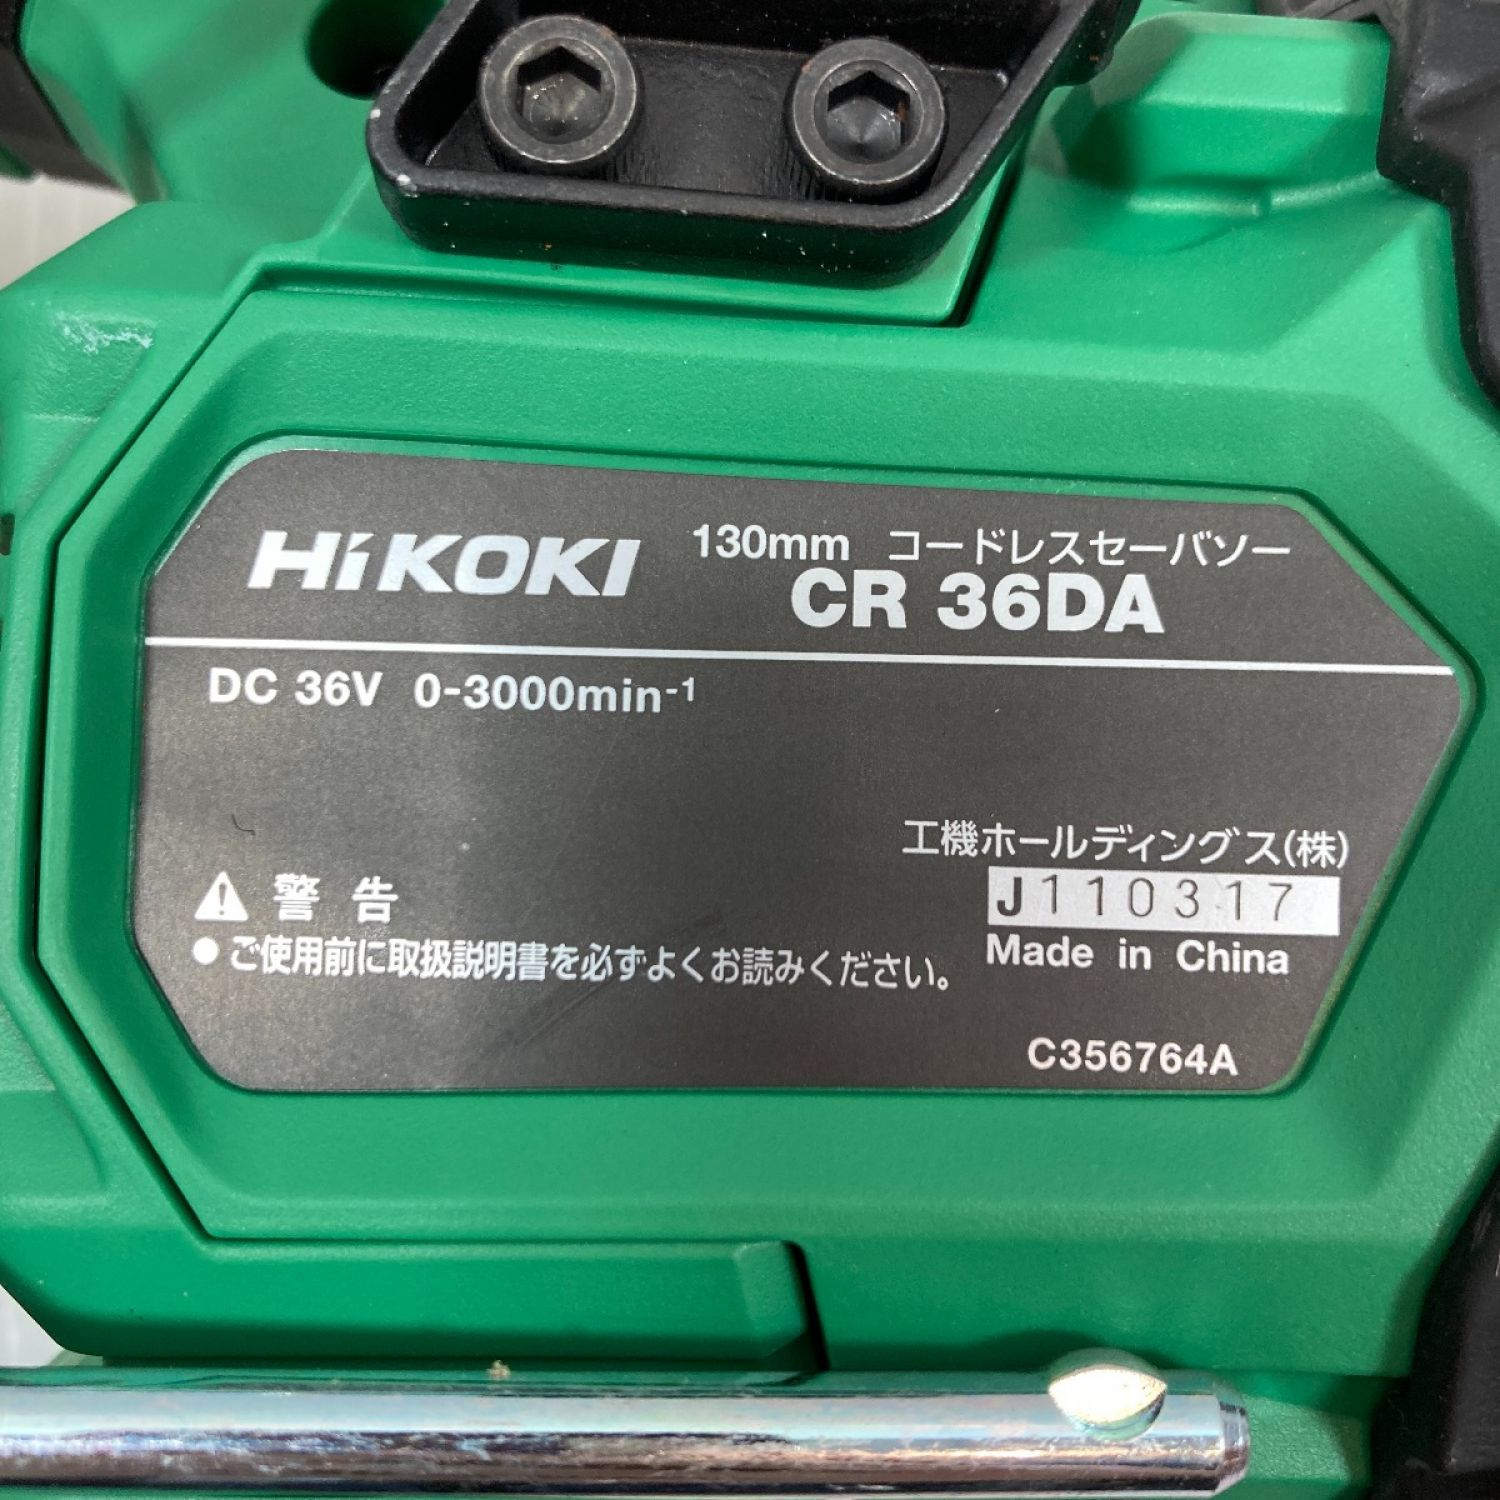 HiKOKI 130mm コードレスセーバソー
CR 36DA
DC 36V 0-3000min-1
工機ホールディングス(株)
J110317
Made in China
警告
● ご使用前に取扱説明書を必ずよくお読みください。
C356764A